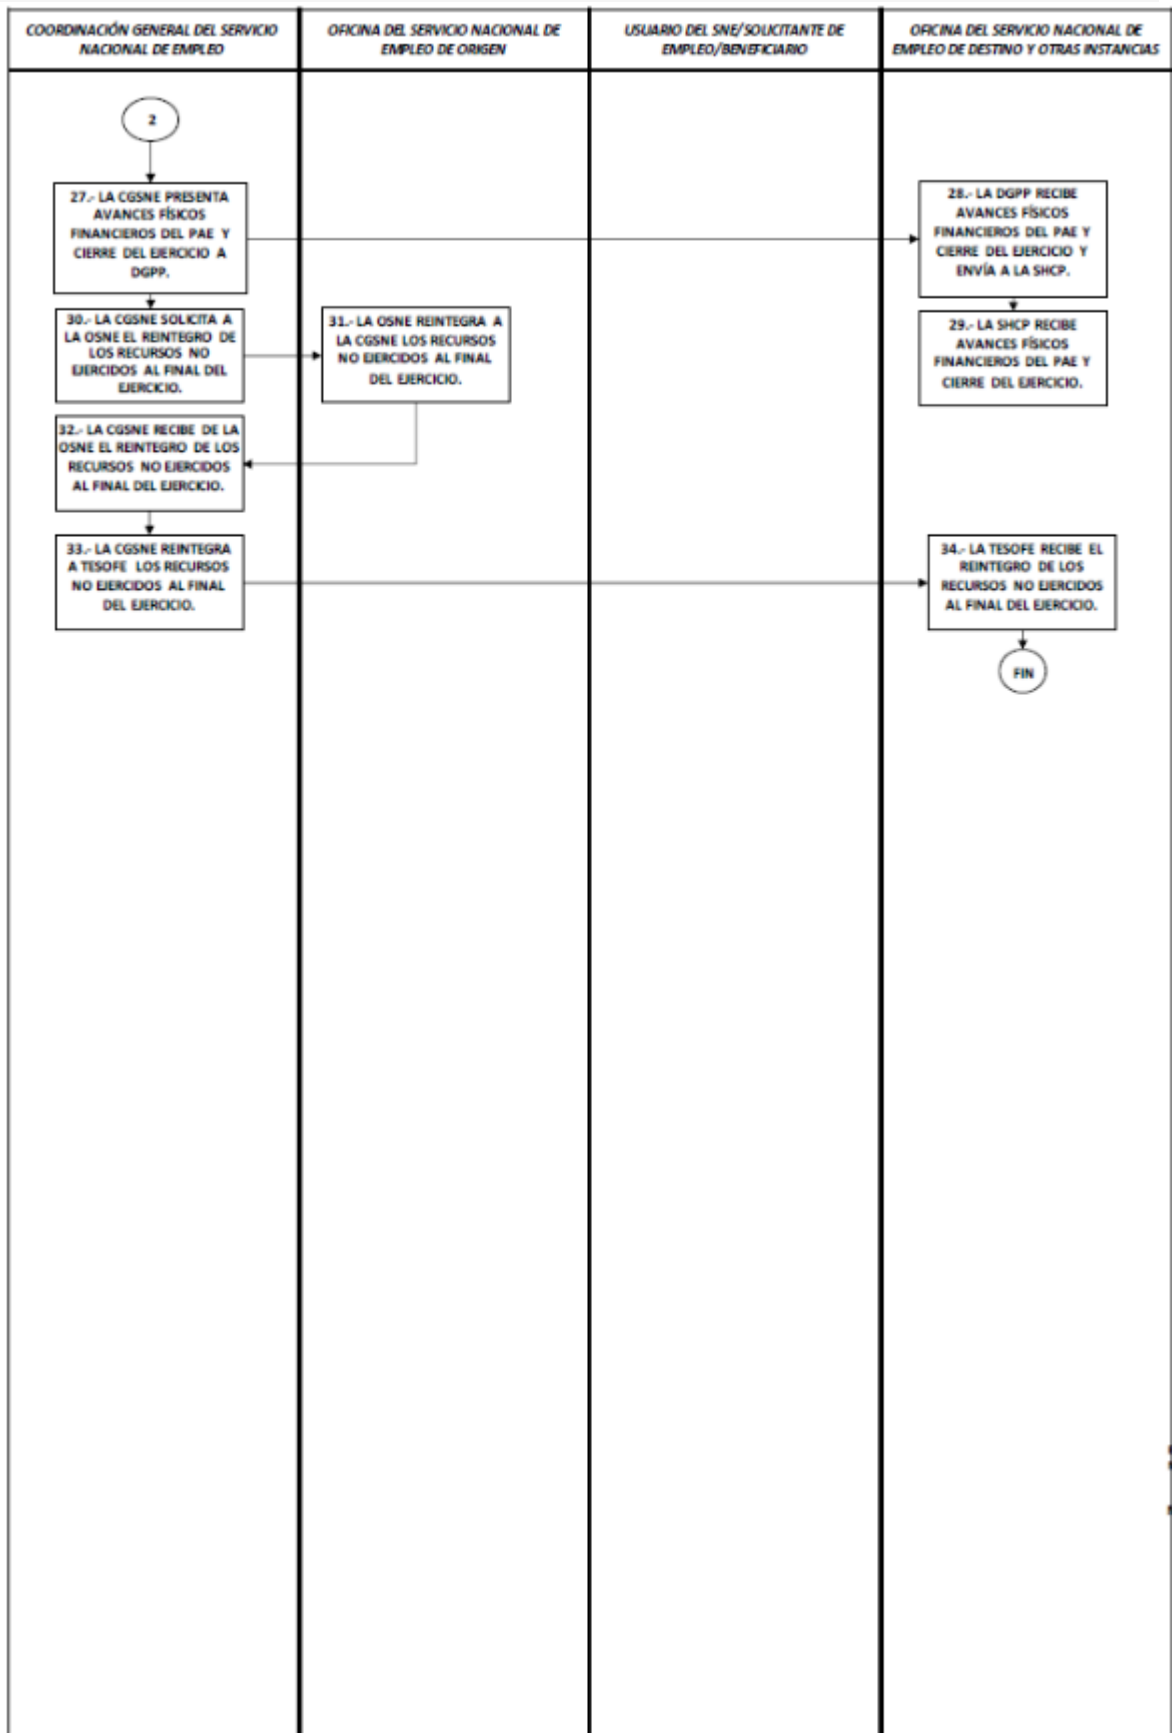 COORDINACIÓN GENERAL DEL SERVICIO
NACIONAL DE EMPLEO
OFICINA DEL SERVICIO NACIONAL DE
EMPLEO DE ORIGEN
USUARIO DEL SNE/SOLICITANTE DE
EMPLEO/BENEFICIARIO
OFICINA DEL SERVICIO NACIONAL DE
EMPLEO DE DESTINO Y OTRAS INSTANCIAS
2
27.- LA CGSNE PRESENTA
AVANCES FÍSICOS
FINANCIEROS DEL PAE Y
CIERRE DEL EJERCICIO A
DGPP.
28.- LA DGPP RECIBE
AVANCES FÍSICOS
FINANCIEROS DEL PAE Y
CIERRE DEL EJERCICIO Y
ENVÍA A LA SHCP.
29.- LA SHCP RECIBE
AVANCES FÍSICOS
FINANCIEROS DEL PAE Y
CIERRE DEL EJERCICIO.
30.- LA CGSNE SOLICITA A
LA OSNE EL REINTEGRO DE
LOS RECURSOS NO
EJERCIDOS AL FINAL DEL
EJERCICIO.
31.- LA OSNE REINTEGRA A
LA CGSNE LOS RECURSOS
NO EJERCIDOS AL FINAL
DEL EJERCICIO.
32.- LA CGSNE RECIBE DE LA
OSNE EL REINTEGRO DE LOS
RECURSOS NO EJERCIDOS
AL FINAL DEL EJERCICIO.
33.- LA CGSNE REINTEGRA
A TESOFE LOS RECURSOS
NO EJERCIDOS AL FINAL
DEL EJERCICIO.
34.- LA TESOFE RECIBE EL
REINTEGRO DE LOS
RECURSOS NO EJERCIDOS
AL FINAL DEL EJERCICIO.
FIN